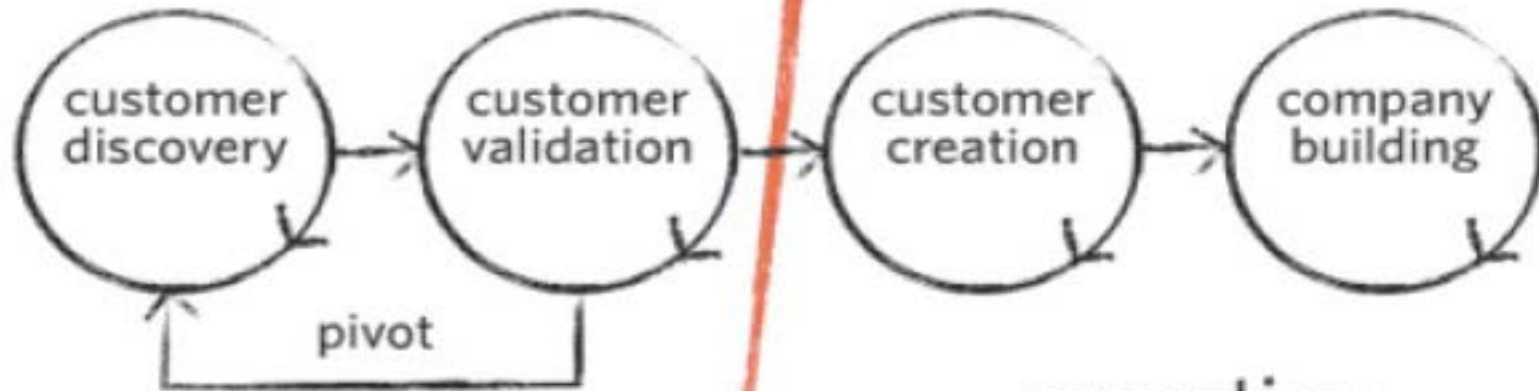 customer
discovery
customer
validation
customer
creation
company
building
pivot